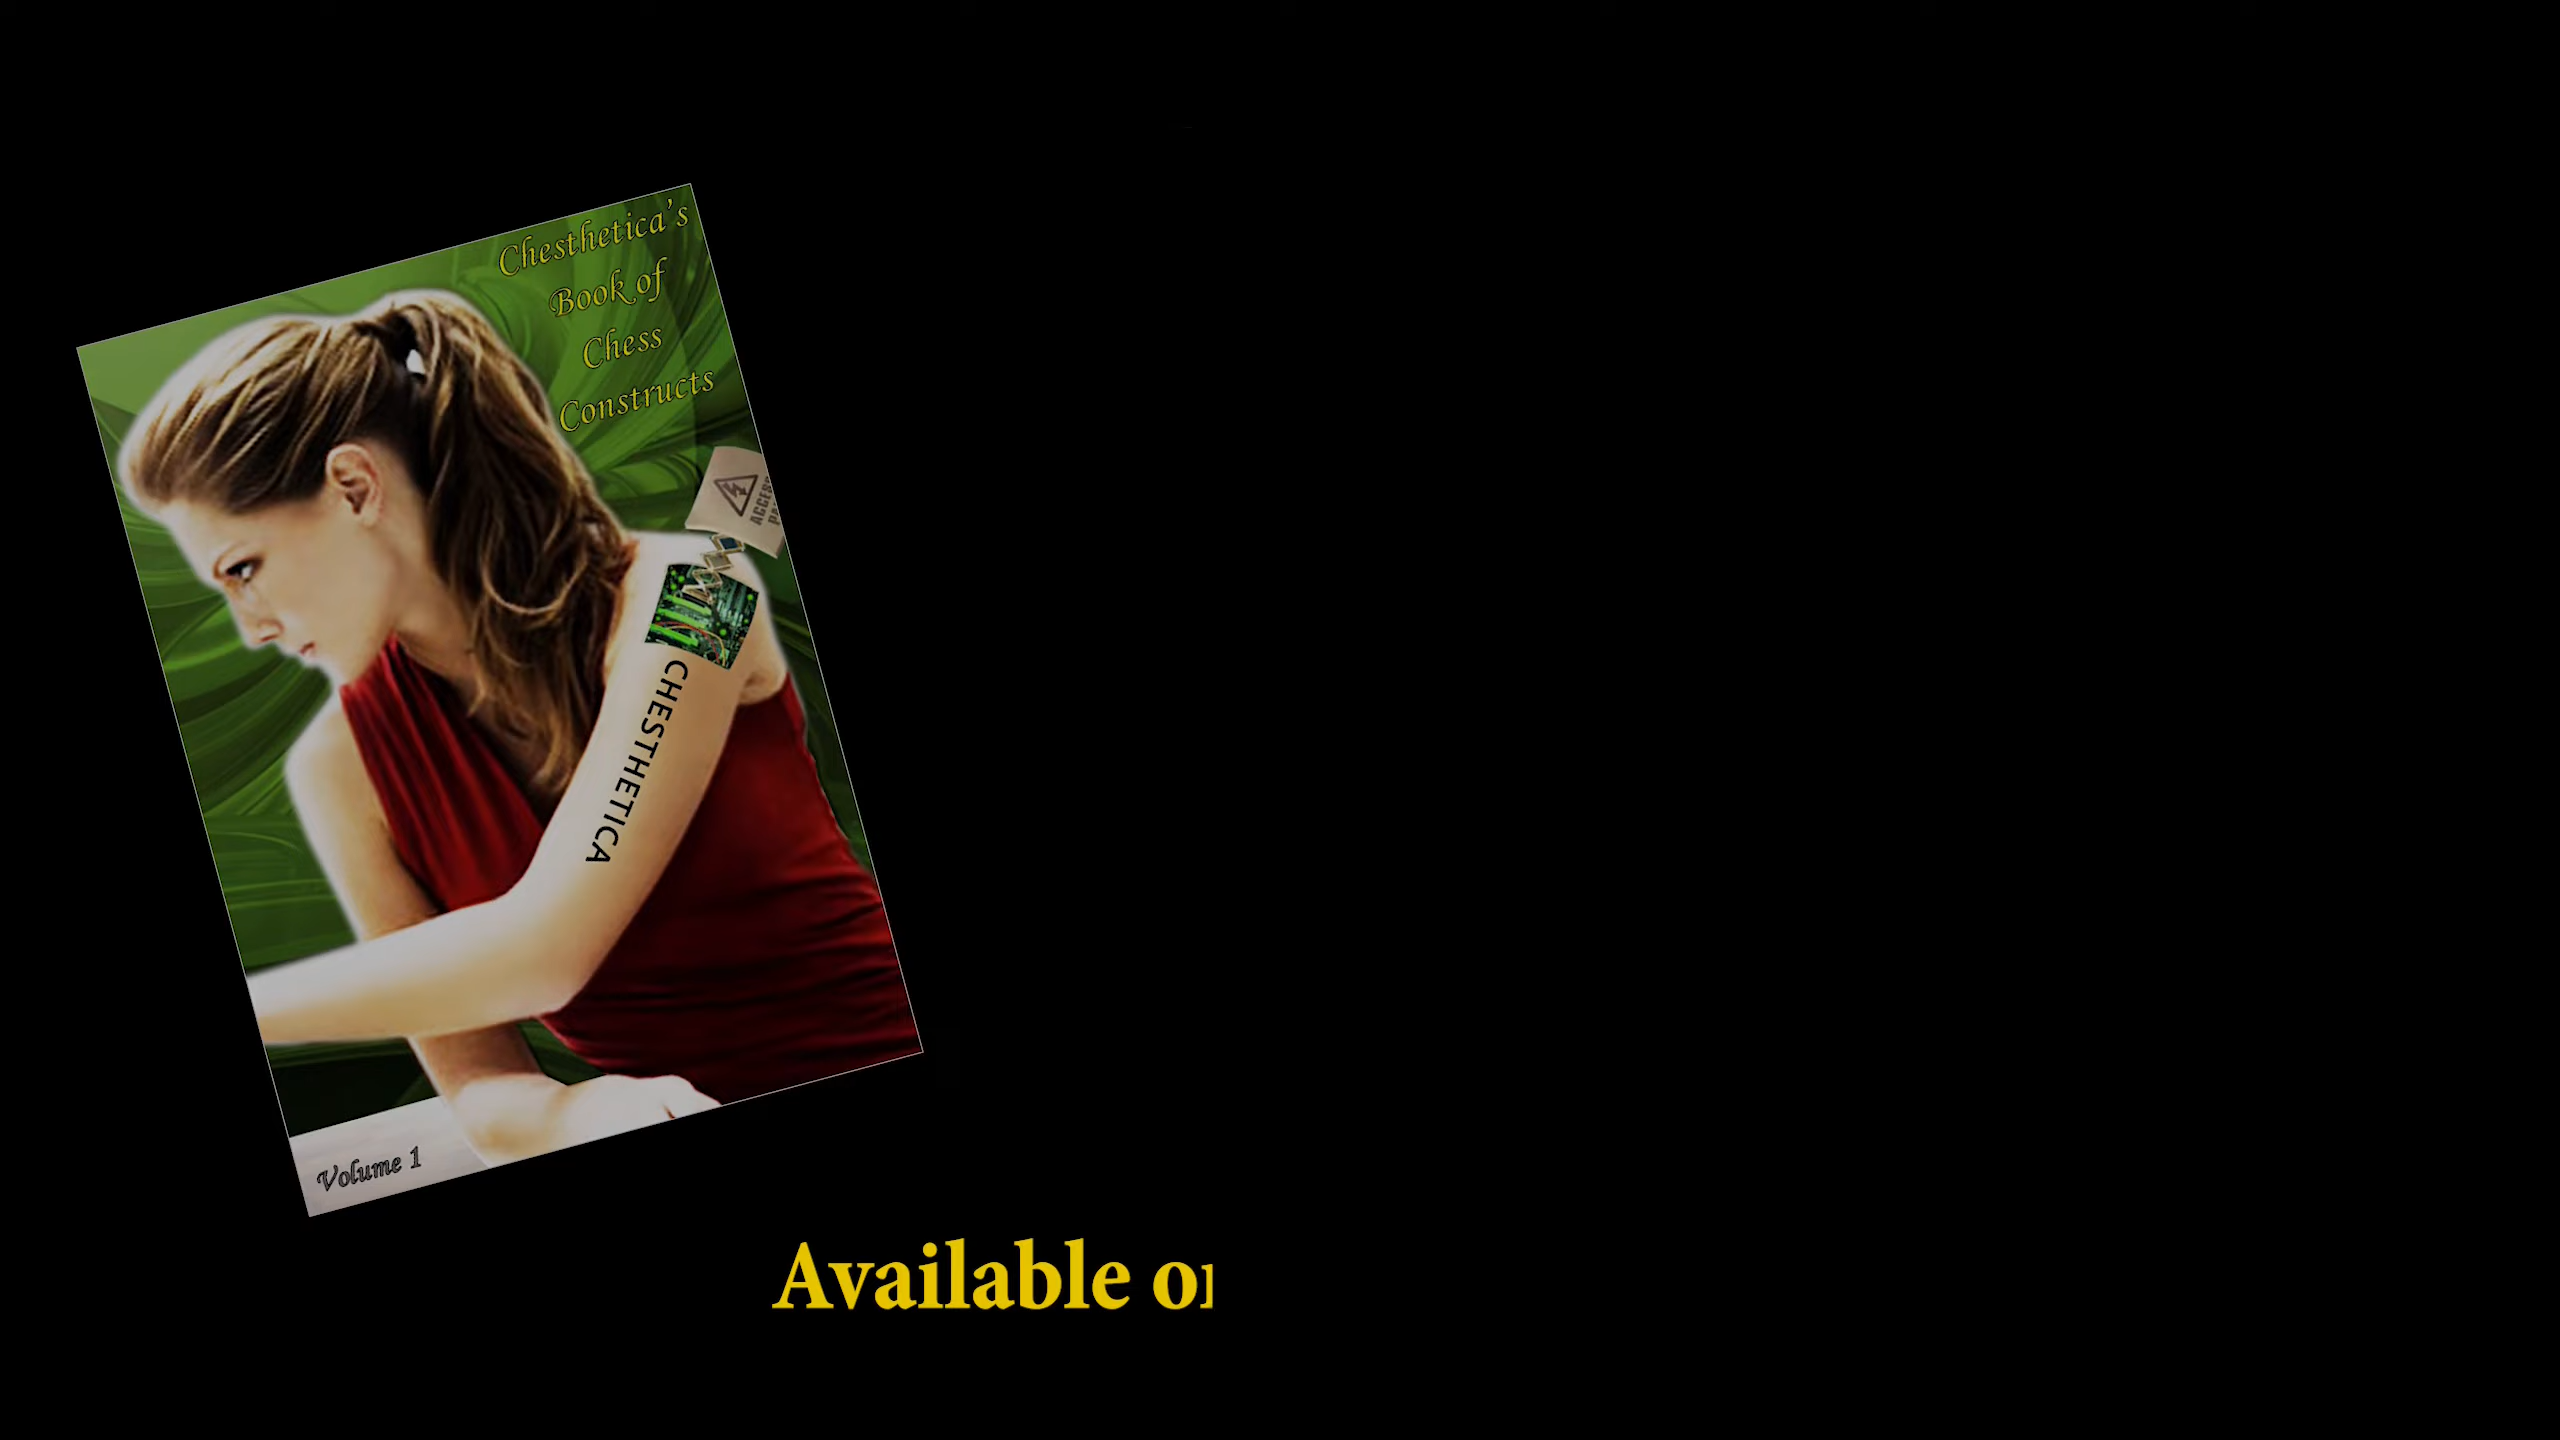 Chesthetica's
Book of
Chess
Constructs
CHESTHETICA
Volume 1
Available